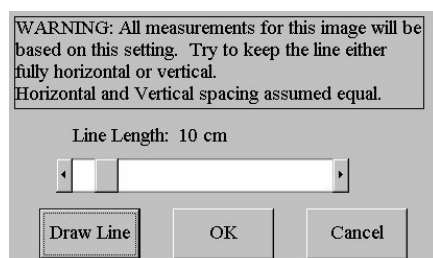 WARNING: All measurements for this image will be
based on this setting.  Try to keep the line either
fully horizontal or vertical.
Horizontal and Vertical spacing assumed equal.
Line Length:  10 cm
Draw Line
OK
Cancel